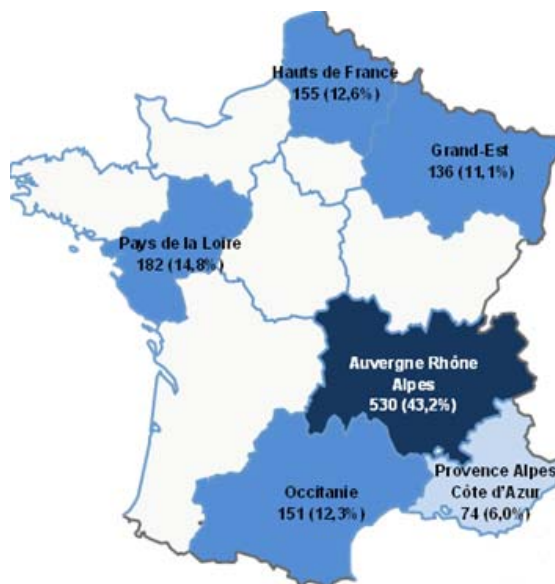 Hauts de France
155 (12,6%)
Grand-Est
136 (11,1%)
Pays de la Loire
182 (14,8%)
Auvergne Rhône
Alpes
530 (43,2%)
Provence Alpes
Côte d'Azur
74 (6,0%)
Occitanie
151 (12,3%)